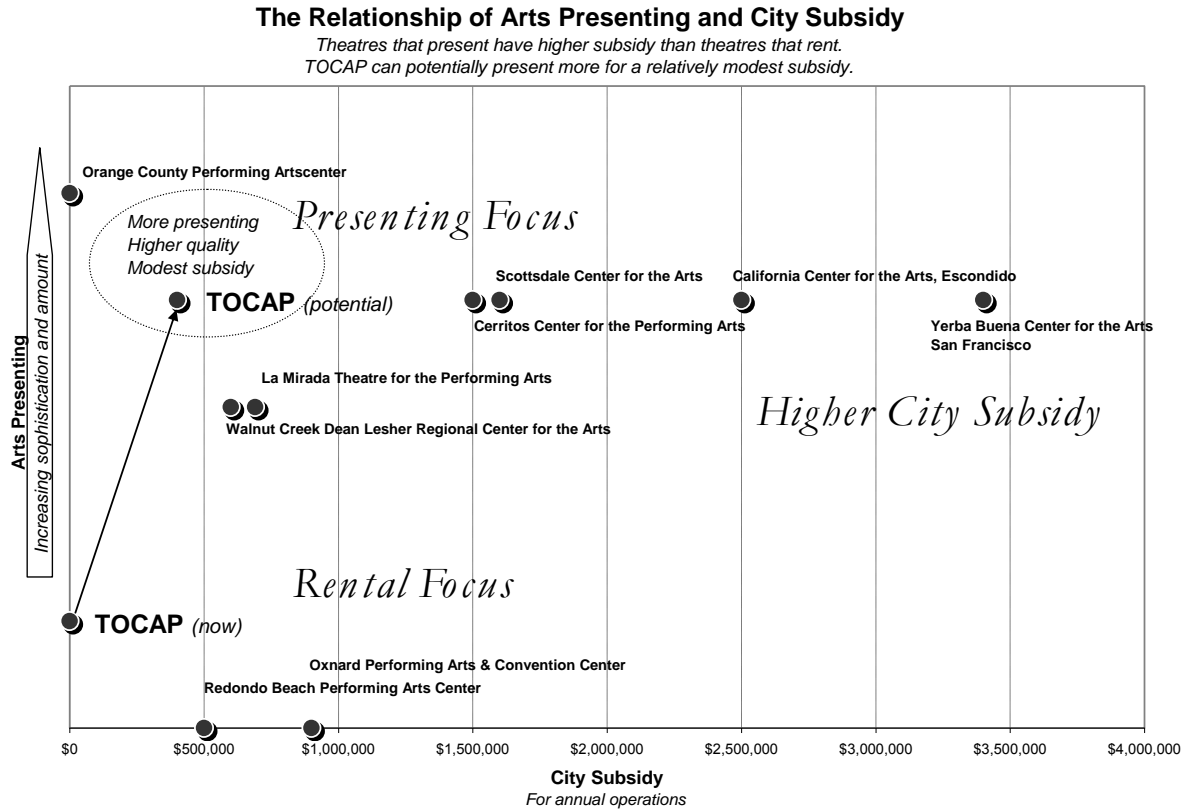 The Relationship of Arts Presenting and City Subsidy
Theatres that present have higher subsidy than theatres that rent.
TOCAP can potentially present more for a relatively modest subsidy.
Orange County Performing Artscenter
More presenting
Higher quality
Modest subsidy
Presenting Focus
TOCAP (potential)
Scottsdale Center for the Arts
California Center for the Arts, Escondido
Cerritos Center for the Performing Arts
Yerba Buena Center for the Arts
San Francisco
La Mirada Theatre for the Performing Arts
Walnut Creek Dean Lesher Regional Center for the Arts
Higher City Subsidy
Arts Presenting
Increasing sophistication and amount
Rental Focus
TOCAP (now)
Oxnard Performing Arts & Convention Center
Redondo Beach Performing Arts Center
$0 $500,000 $1,000,000 $1,500,000 $2,000,000 $2,500,000 $3,000,000 $3,500,000 $4,000,000
City Subsidy
For annual operations